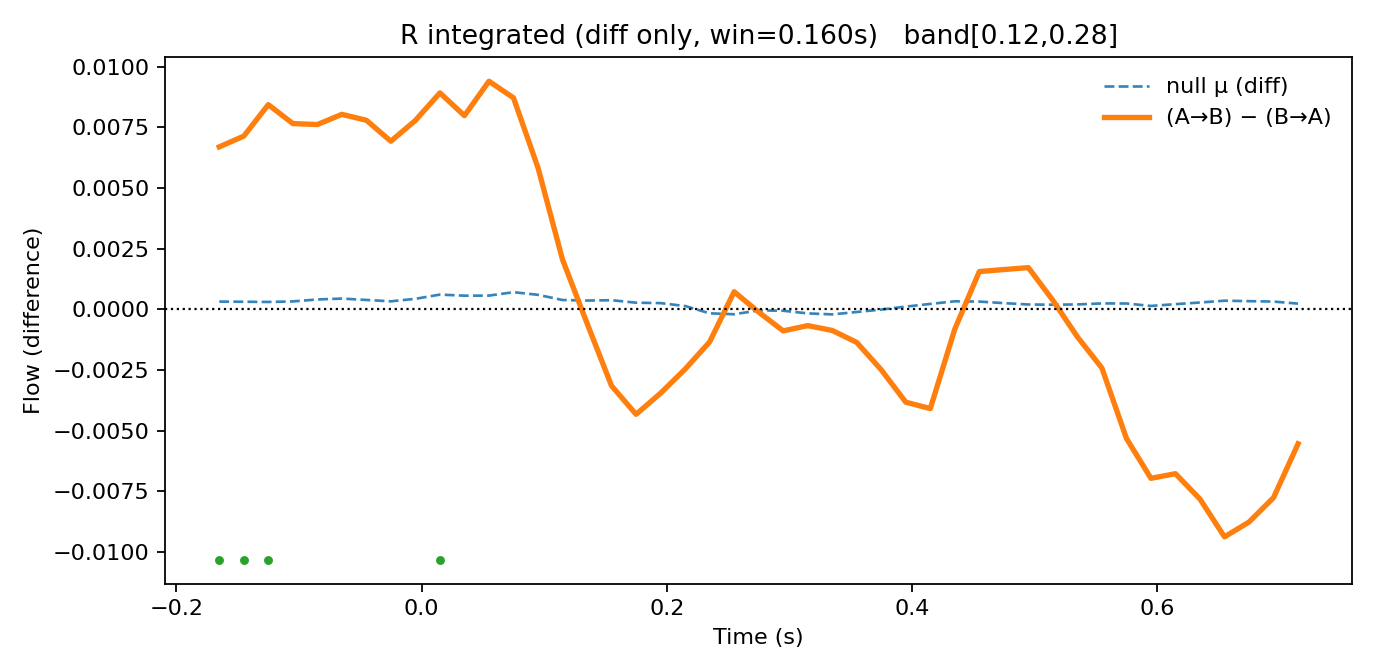 R integrated (diff only, win=0.160s)   band[0.12,0.28]
null μ (diff)
(A→B) − (B→A)
Flow (difference)
0.0100
0.0075
0.0050
0.0025
0.0000
−0.0025
−0.0050
−0.0075
−0.0100
−0.2
0.0
0.2
0.4
0.6
Time (s)